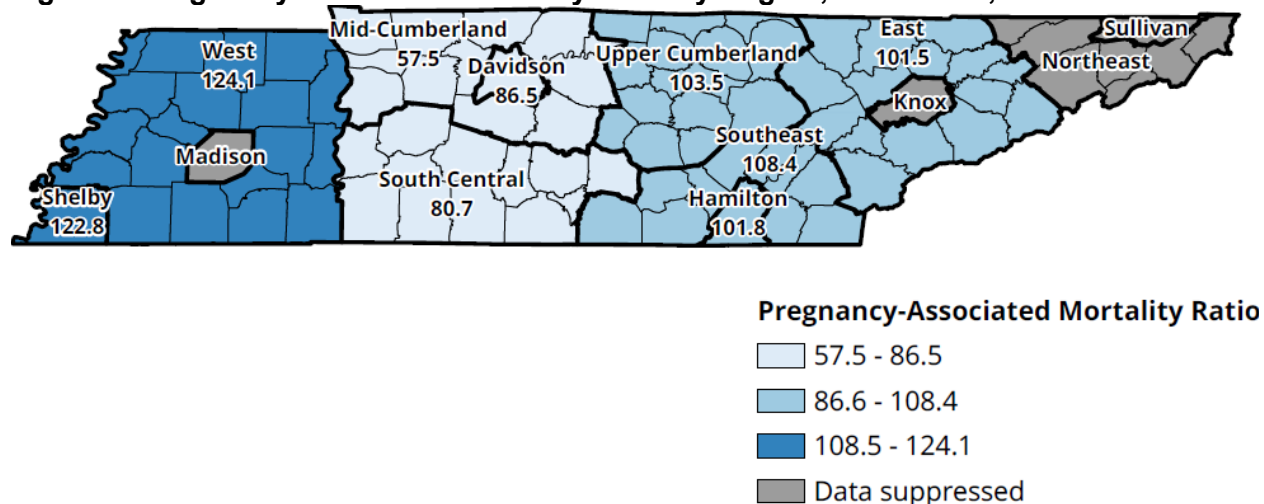 Mid-Cumberland
57.5
West
124.1
Davidson
86.5
Upper Cumberland
103.5
East
101.5
Sullivan
Northeast
Knox
Madison
Southeast
108.4
South Central
80.7
Hamilton
101.8
Shelby
122.8
Pregnancy-Associated Mortality Ratio
57.5 - 86.5
86.6 - 108.4
108.5 - 124.1
Data suppressed